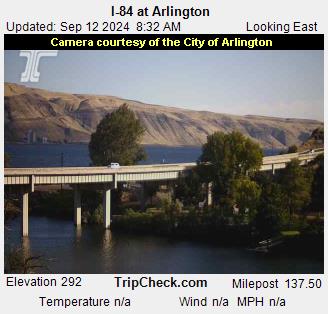 I-84 at Arlington
Updated: Sep 12 2024 8:32 AM Looking East
Camera courtesy of the City of Arlington
Elevation 292 TripCheck.com Milepost 137.50
Temperature n/a Wind n/a MPH n/a